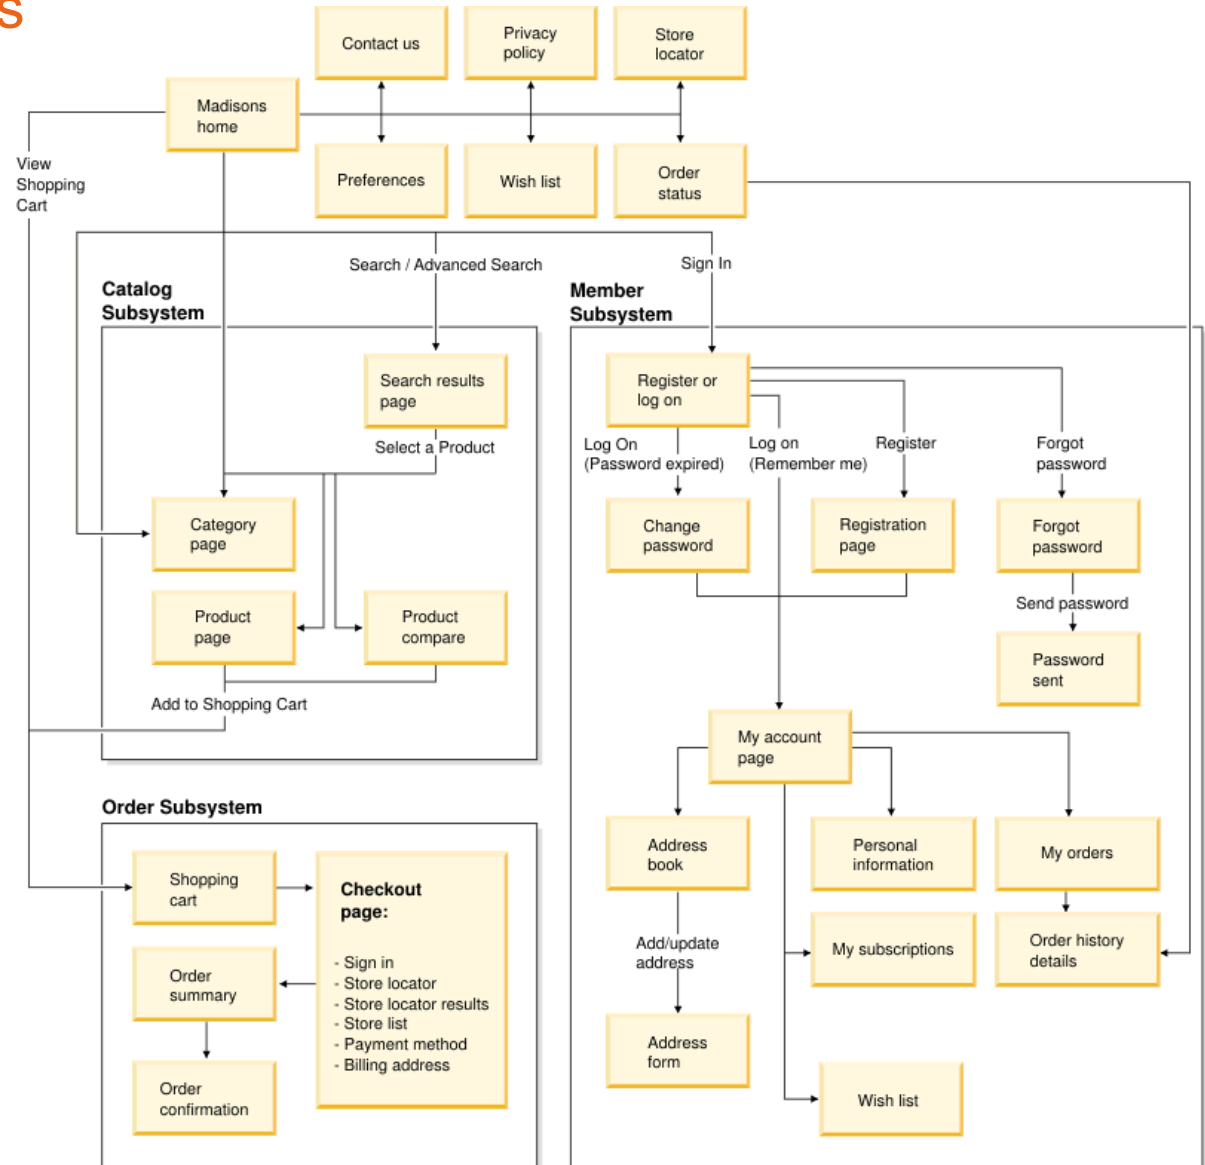 s
Contact us
Privacy
policy
Store
locator
Madisons
home
View
Shopping
Cart
Preferences
Wish list
Order
status
Search / Advanced Search
Sign In
Catalog
Subsystem
Member
Subsystem
Search results
page
Select a Product
Register or
log on
Log On
(Password expired)
Log on
(Remember me)
Register
Forgot
password
Category
page
Change
password
Registration
page
Forgot
password
Product
page
Product
compare
Send password
Password
sent
Add to Shopping Cart
My account
page
Order Subsystem
Address
book
Personal
information
My orders
Shopping
cart
Checkout
page:
- Sign in
- Store locator
- Store locator results
- Store list
- Payment method
- Billing address
Add/update
address
My subscriptions
Order history
details
Order
summary
Address
form
Order
confirmation
Wish list